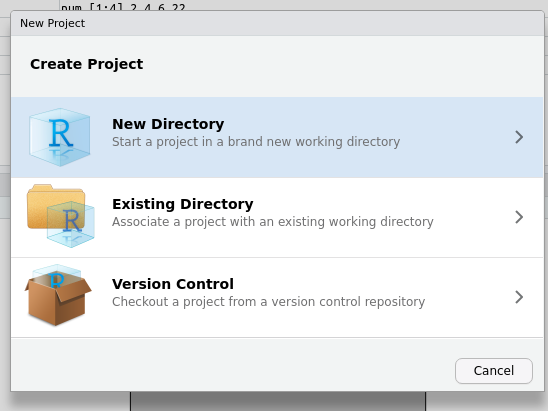 num [1:4] 2 4 6 22
New Project
Create Project
R
New Directory
Start a project in a brand new working directory
R
Existing Directory
Associate a project with an existing working directory
R
Version Control
Checkout a project from a version control repository
Cancel